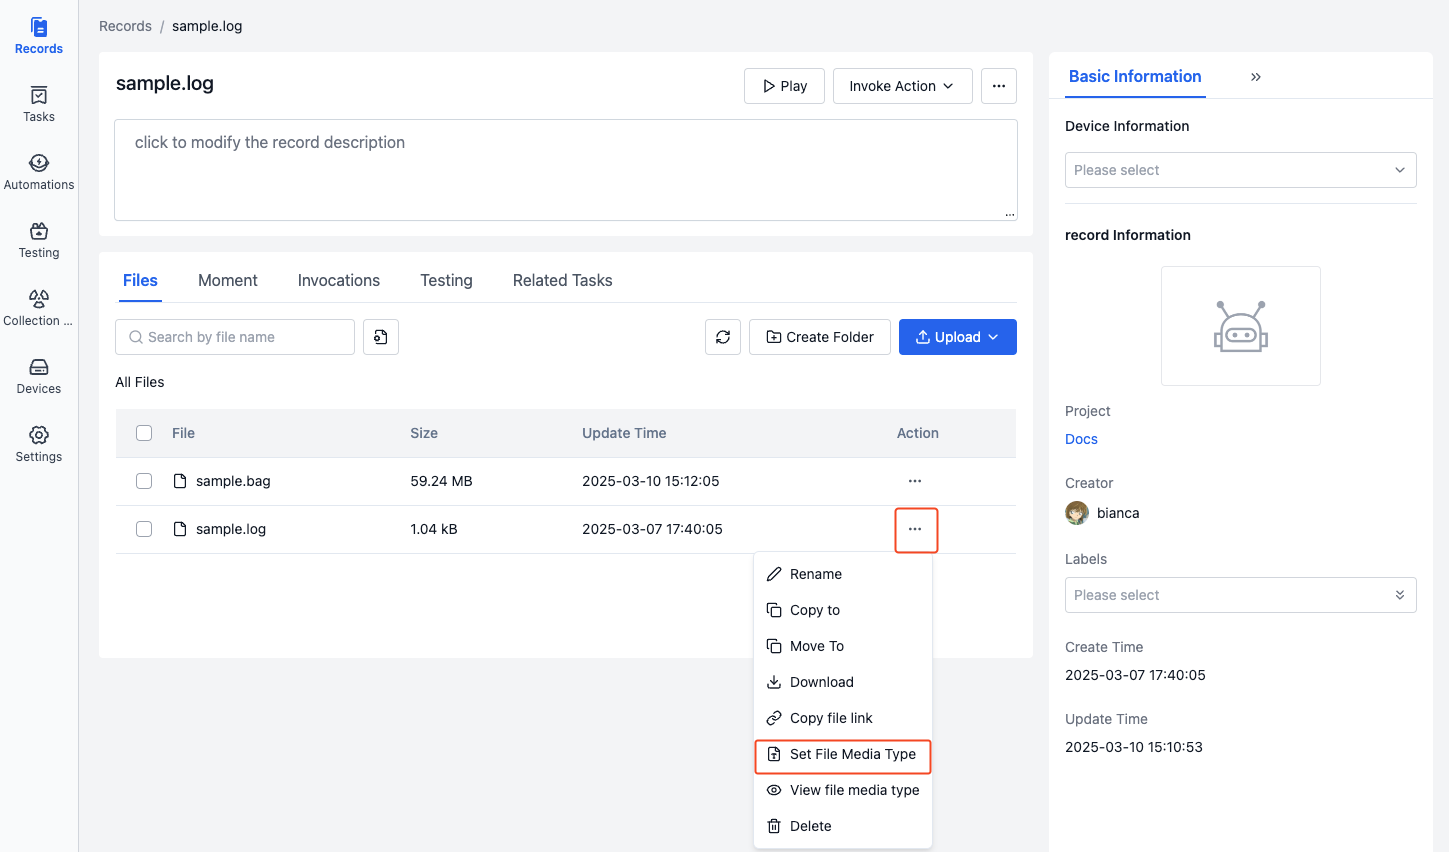 Records
Tasks
Automations
Testing
Collection ...
Devices
Settings
Records / sample.log
sample.log
Play
Invoke Action
...
click to modify the record description
...
Files Moment Invocations Testing Related Tasks
Search by file name
Create Folder
Upload
All Files
File Size Update Time Action
sample.bag 59.24 MB 2025-03-10 15:12:05 ...
sample.log 1.04 kB 2025-03-07 17:40:05 ...
Rename
Copy to
Move To
Download
Copy file link
Set File Media Type
View file media type
Delete
Basic Information
Device Information
Please select
record Information
Project
Docs
Creator
bianca
Labels
Please select
Create Time
2025-03-07 17:40:05
Update Time
2025-03-10 15:10:53